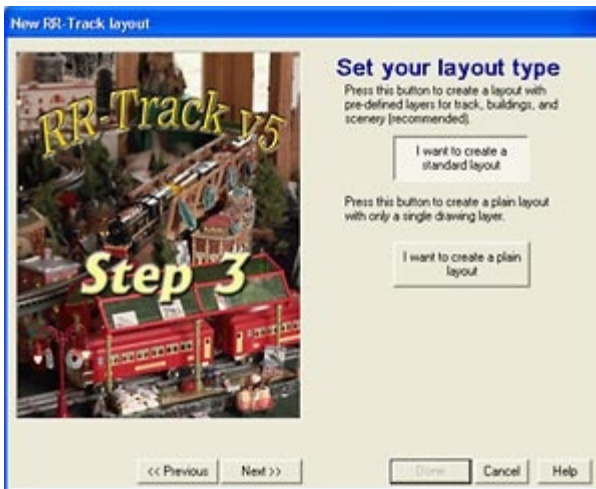 New RR-Track layout
RR-Track v5
Step 3
Set your layout type
Press this button to create a layout with
pre-defined layers for track, buildings, and
scenery (recommended).
I want to create a
standard layout
Press this button to create a plain layout
with only a single drawing layer.
I want to create a plain
layout
<< Previous
Next >>
Done
Cancel
Help